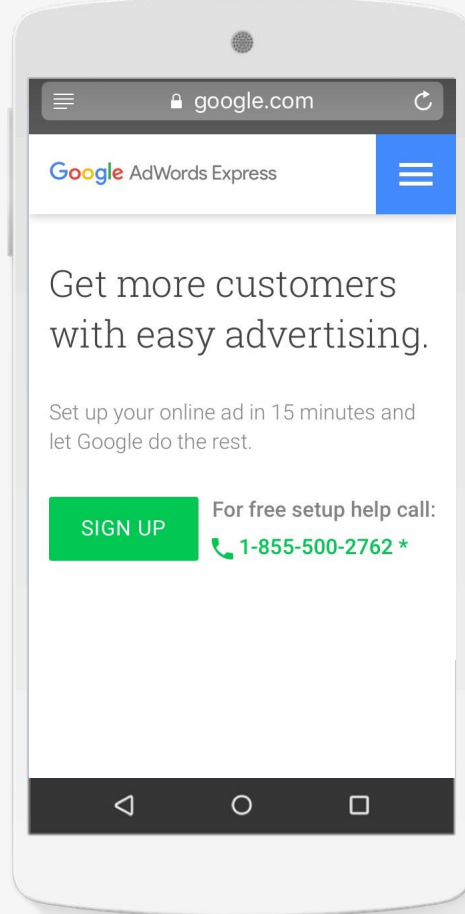 google.com
Google AdWords Express
Get more customers
with easy advertising.
Set up your online ad in 15 minutes and
let Google do the rest.
SIGN UP
For free setup help call:
1-855-500-2762 *